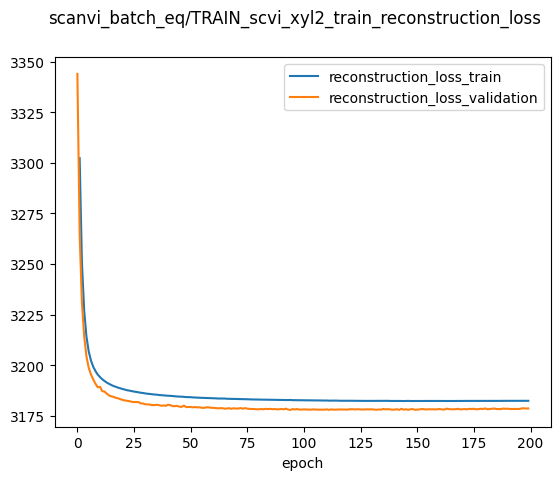 scanvi_batch_eq/TRAIN_scvi_xyl2_train_reconstruction_loss
3350
3325
3300
3275
3250
3225
3200
3175
reconstruction_loss_train
reconstruction_loss_validation
0 25 50 75 100 125 150 175 200
epoch